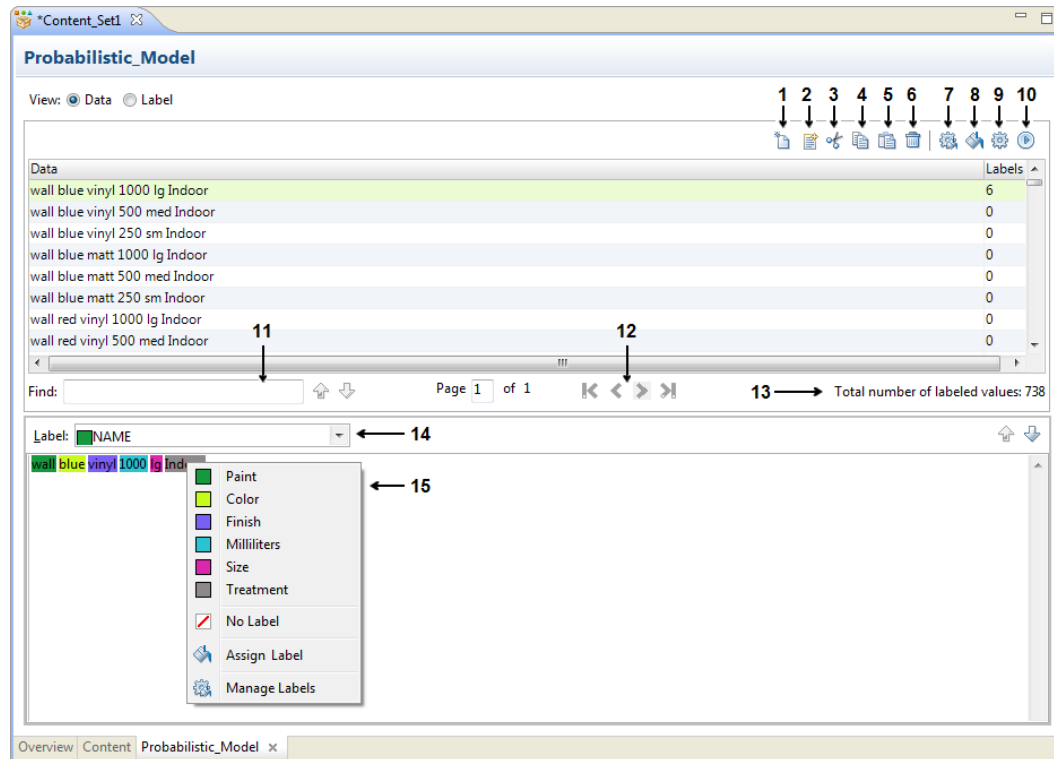 *Content_Set1
Probabilistic_Model
View: Data Label
1 2 3 4 5 6 7 8 9 10
Data Labels
wall blue vinyl 1000 lg Indoor 6
wall blue vinyl 500 med Indoor 0
wall blue vinyl 250 sm Indoor 0
wall blue matt 1000 lg Indoor 0
wall blue matt 500 med Indoor 0
wall blue matt 250 sm Indoor 0
wall red vinyl 1000 lg Indoor 0
wall red vinyl 500 med Indoor 0
11 12
Find: Page 1 of 1 13 Total number of labeled values: 738
Label: NAME 14
wall blue vinyl 1000 lg
Paint
15
Color
Finish
Milliliters
Size
Treatment
No Label
Assign Label
Manage Labels
Overview Content Probabilistic_Model